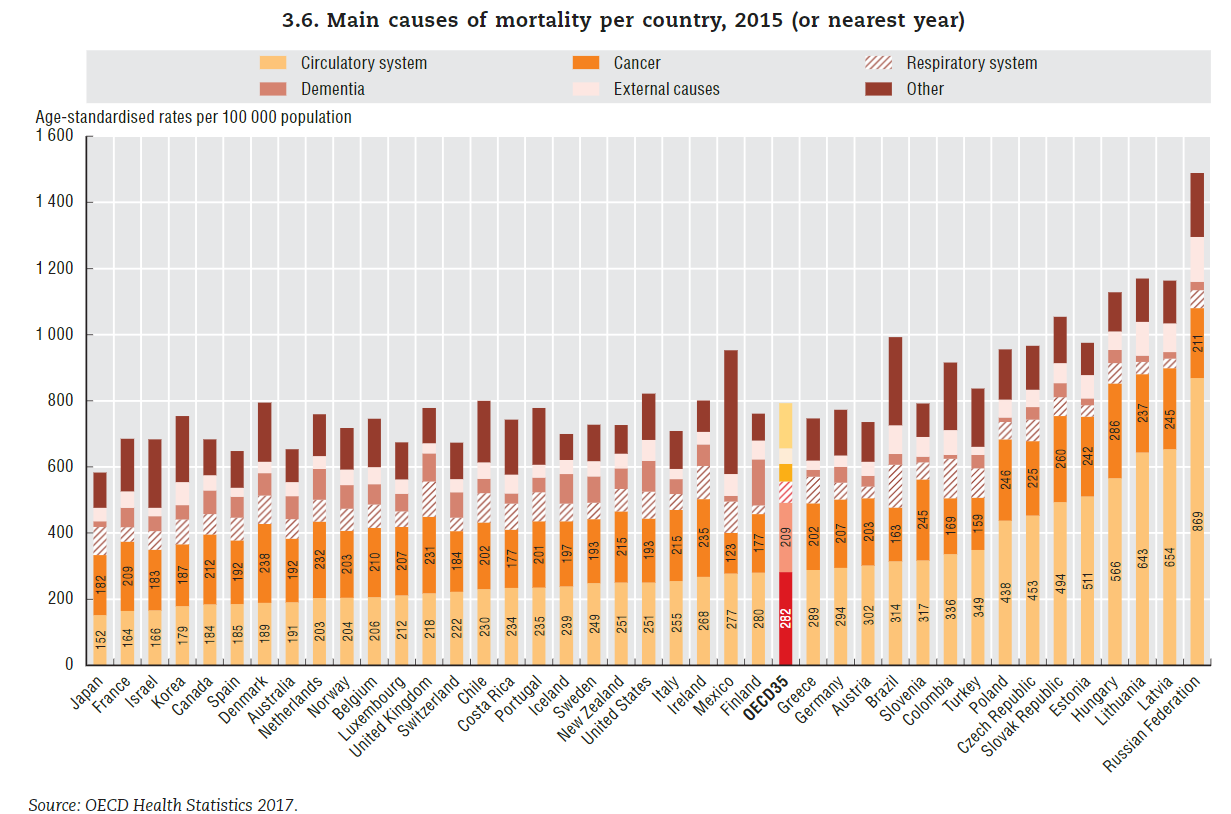 3.6. Main causes of mortality per country, 2015 (or nearest year)
Circulatory system Cancer Respiratory system
Dementia External causes Other
Age-standardised rates per 100 000 population
1 600
1 400
1 200
1 000
800
600
400
200
0
182 209 183 187 212 192 238 192 232 203 210 207 231 184 202 177 201 197 193 215 193 215 235 123 177 209 202 207 203 163 245 169 159 246 225 260 242 286 237 245 211
152 164 166 179 184 185 189 191 203 204 206 212 218 222 230 234 235 239 249 251 251 255 268 277 280 282 289 294 302 314 317 336 349 438 453 494 511 566 643 654 869
Japan
France
Israel
Korea
Canada
Spain
Denmark
Australia
Netherlands
Norway
Belgium
Luxembourg
United Kingdom
Switzerland
Chile
Costa Rica
Portugal
Iceland
Sweden
New Zealand
United States
Italy
Ireland
Mexico
Finland
OECD35
Greece
Germany
Austria
Brazil
Slovenia
Colombia
Turkey
Poland
Czech Republic
Slovak Republic
Estonia
Hungary
Lithuania
Latvia
Russian Federation
Source: OECD Health Statistics 2017.